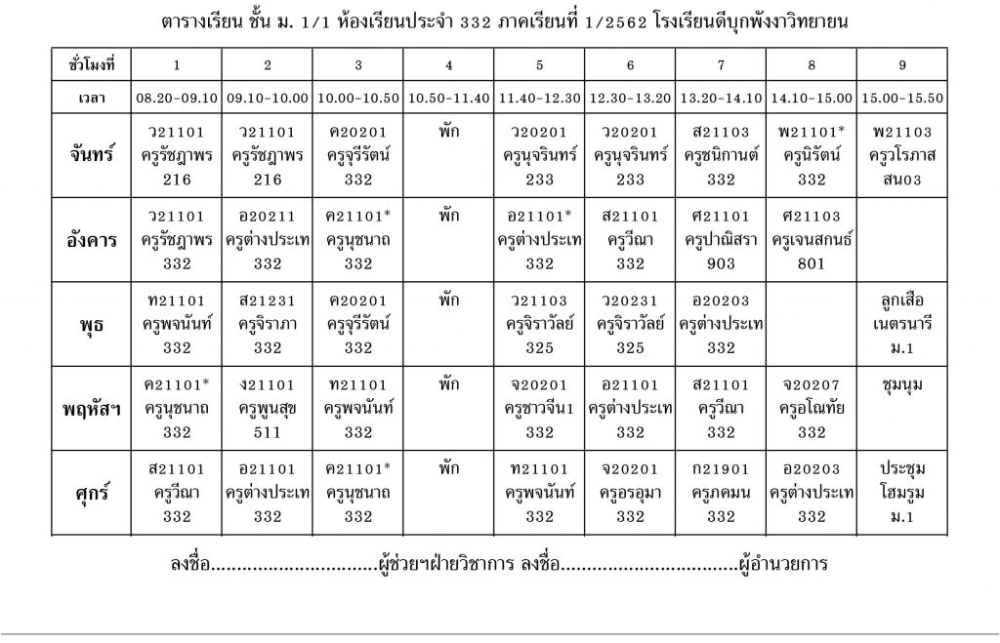 ตารางเรียน ชั้น ม. 1/1 ห้องเรียนประจำ 332 ภาคเรียนที่ 1/2562 โรงเรียนดีบุกพังงาวิทยายน
ชั่วโมงที่ 1 2 3 4 5 6 7 8 9
เวลา 08.20-09.10 09.10-10.00 10.00-10.50 10.50-11.40 11.40-12.30 12.30-13.20 13.20-14.10 14.10-15.00 15.00-15.50
ว21101 ว21101 ค20201 พัก ว20201 ว20201 ส21103 พ21101* พ21103
จันทร์ ครูรัชฎาพร ครูรัชฎาพร ครูจุรีรัตน์ ครูนุจรินทร์ ครูนุจรินทร์ ครูชนิกานต์ ครูนิรัตน์ ครูวโรภาส
216 216 332 233 233 332 332 สน03
ว21101 อ20211 ค21101* พัก อ21101* ส21101 ศ21101 ศ21103
อังคาร ครูรัชฎาพร ครูต่างประเท ครูนุชนาถ ครูต่างประเท ครูวีณา ครูปาณิสรา ครูเจนสกนธ์
332 332 332 332 332 903 801
ท21101 ส21231 ค20201 พัก ว21103 ว20231 อ20203 ลูกเสือ
พุธ ครูพจนันท์ ครูจิราภา ครูจุรีรัตน์ ครูจิราวัลย์ ครูจิราวัลย์ ครูต่างประเท เนตรนารี
332 332 332 325 325 332 ม.1
ค21101* ง21101 ท21101 พัก จ20201 อ21101 ส21101 จ20207 ชุมนุม
พฤหัสฯ ครูนุชนาถ ครูพูนสุข ครูพจนันท์ ครูชาวจีน1 ครูต่างประเท ครูวีณา ครูอโณทัย
332 511 332 332 332 332 332
ส21101 อ21101 ค21101* พัก ท21101 จ20201 ก21901 อ20203 ประชุม
ศุกร์ ครูวีณา ครูต่างประเท ครูนุชนาถ ครูพจนันท์ ครูอรอุมา ครูภคมน ครูต่างประเท โฮมรูม
332 332 332 332 332 332 332 ม.1
ลงชื่อ................................ผู้ช่วยฯฝ่ายวิชาการ ลงชื่อ..................................ผู้อำนวยการ